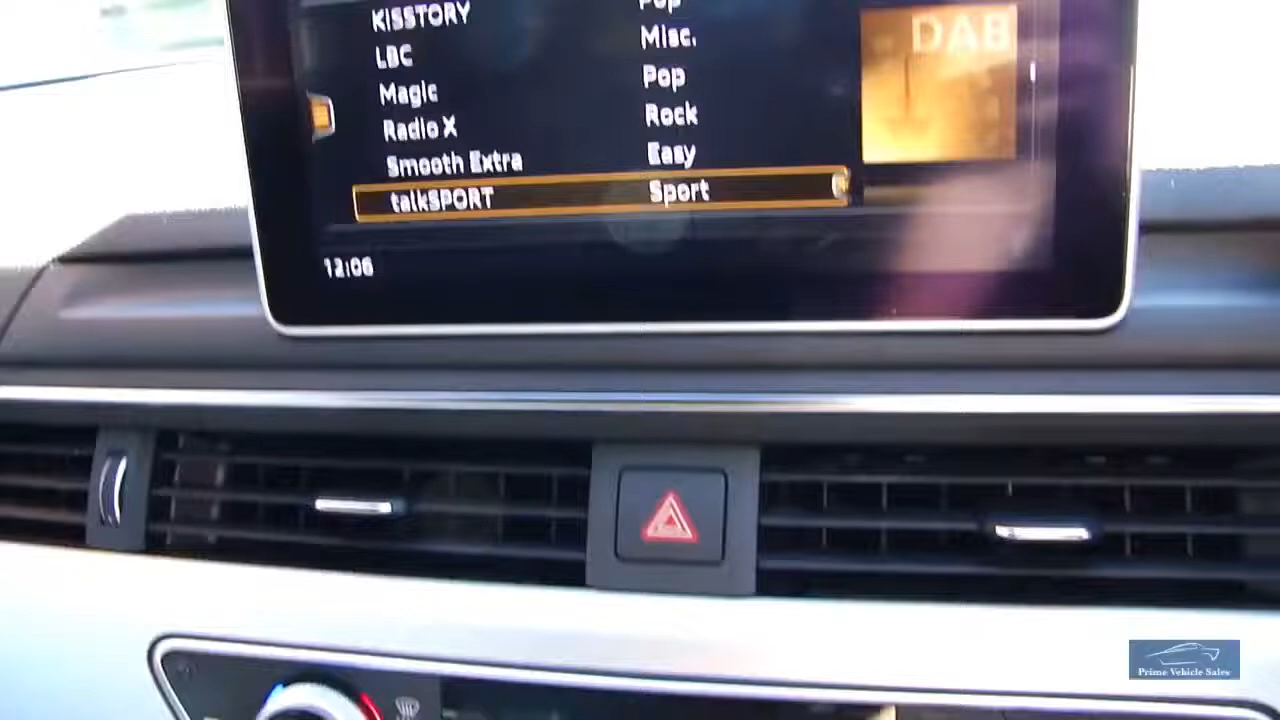 KISSTORY Pop
LBC Misc.
Magic Pop
Radio X Rock
Smooth Extra Easy
talkSPORT Sport
DAB
12:06
Prime Vehicle Sales